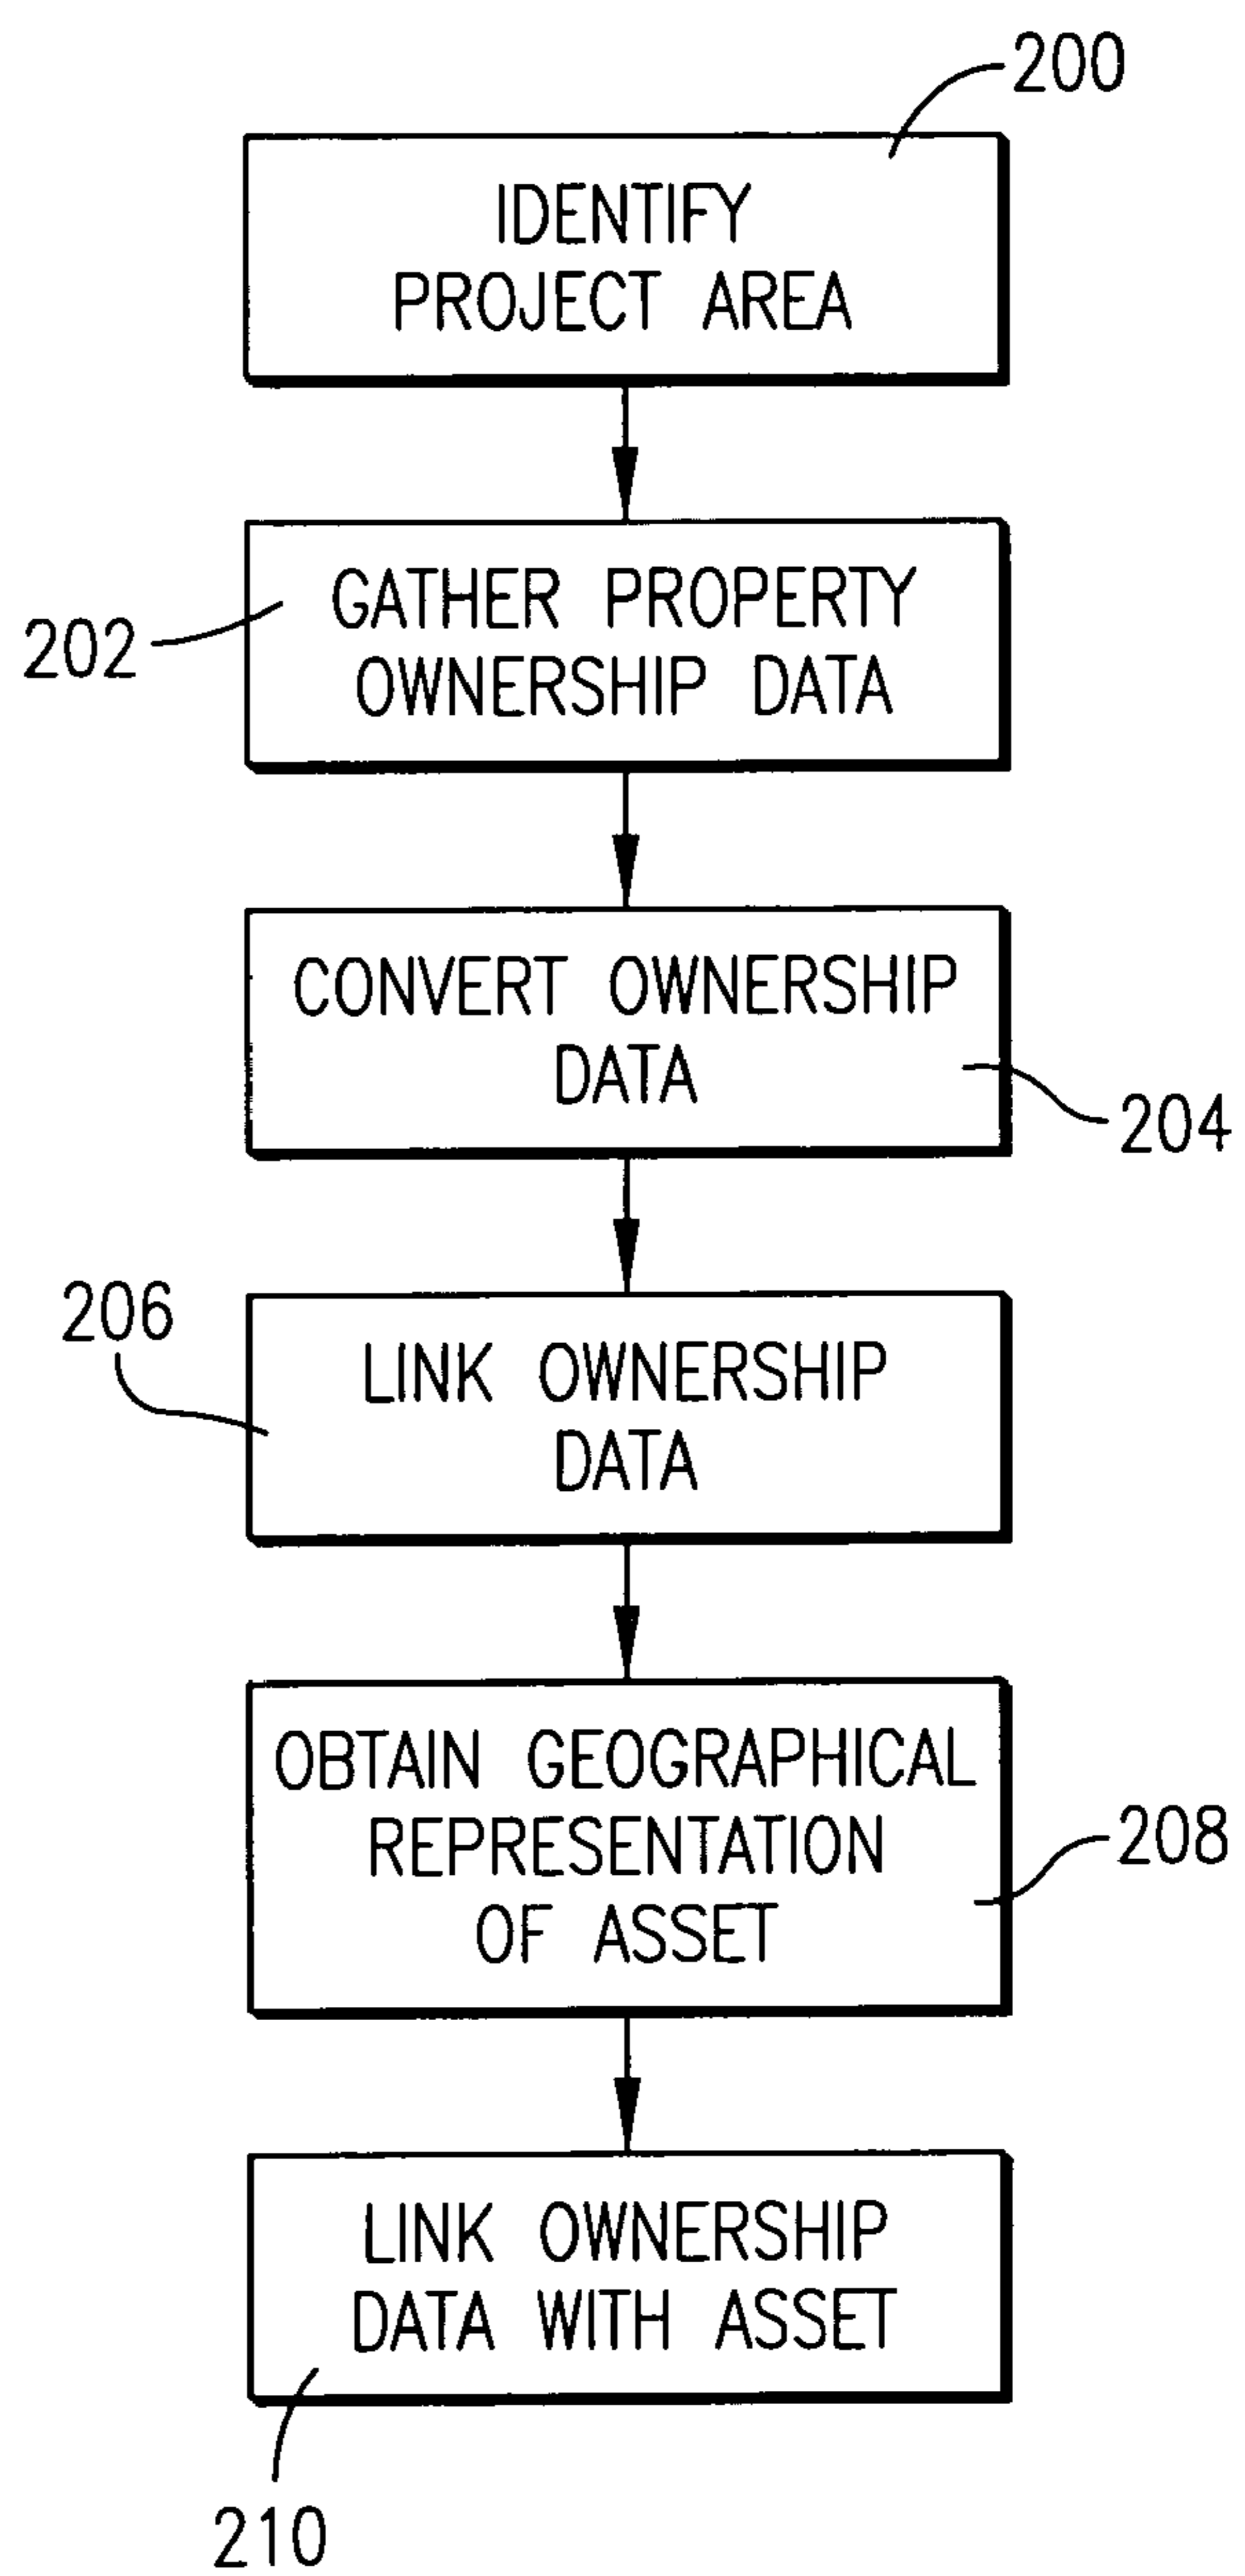 200
IDENTIFY
PROJECT AREA
GATHER PROPERTY
OWNERSHIP DATA
202
CONVERT OWNERSHIP
DATA
204
206
LINK OWNERSHIP
DATA
OBTAIN GEOGRAPHICAL
REPRESENTATION
OF ASSET
208
LINK OWNERSHIP
DATA WITH ASSET
210